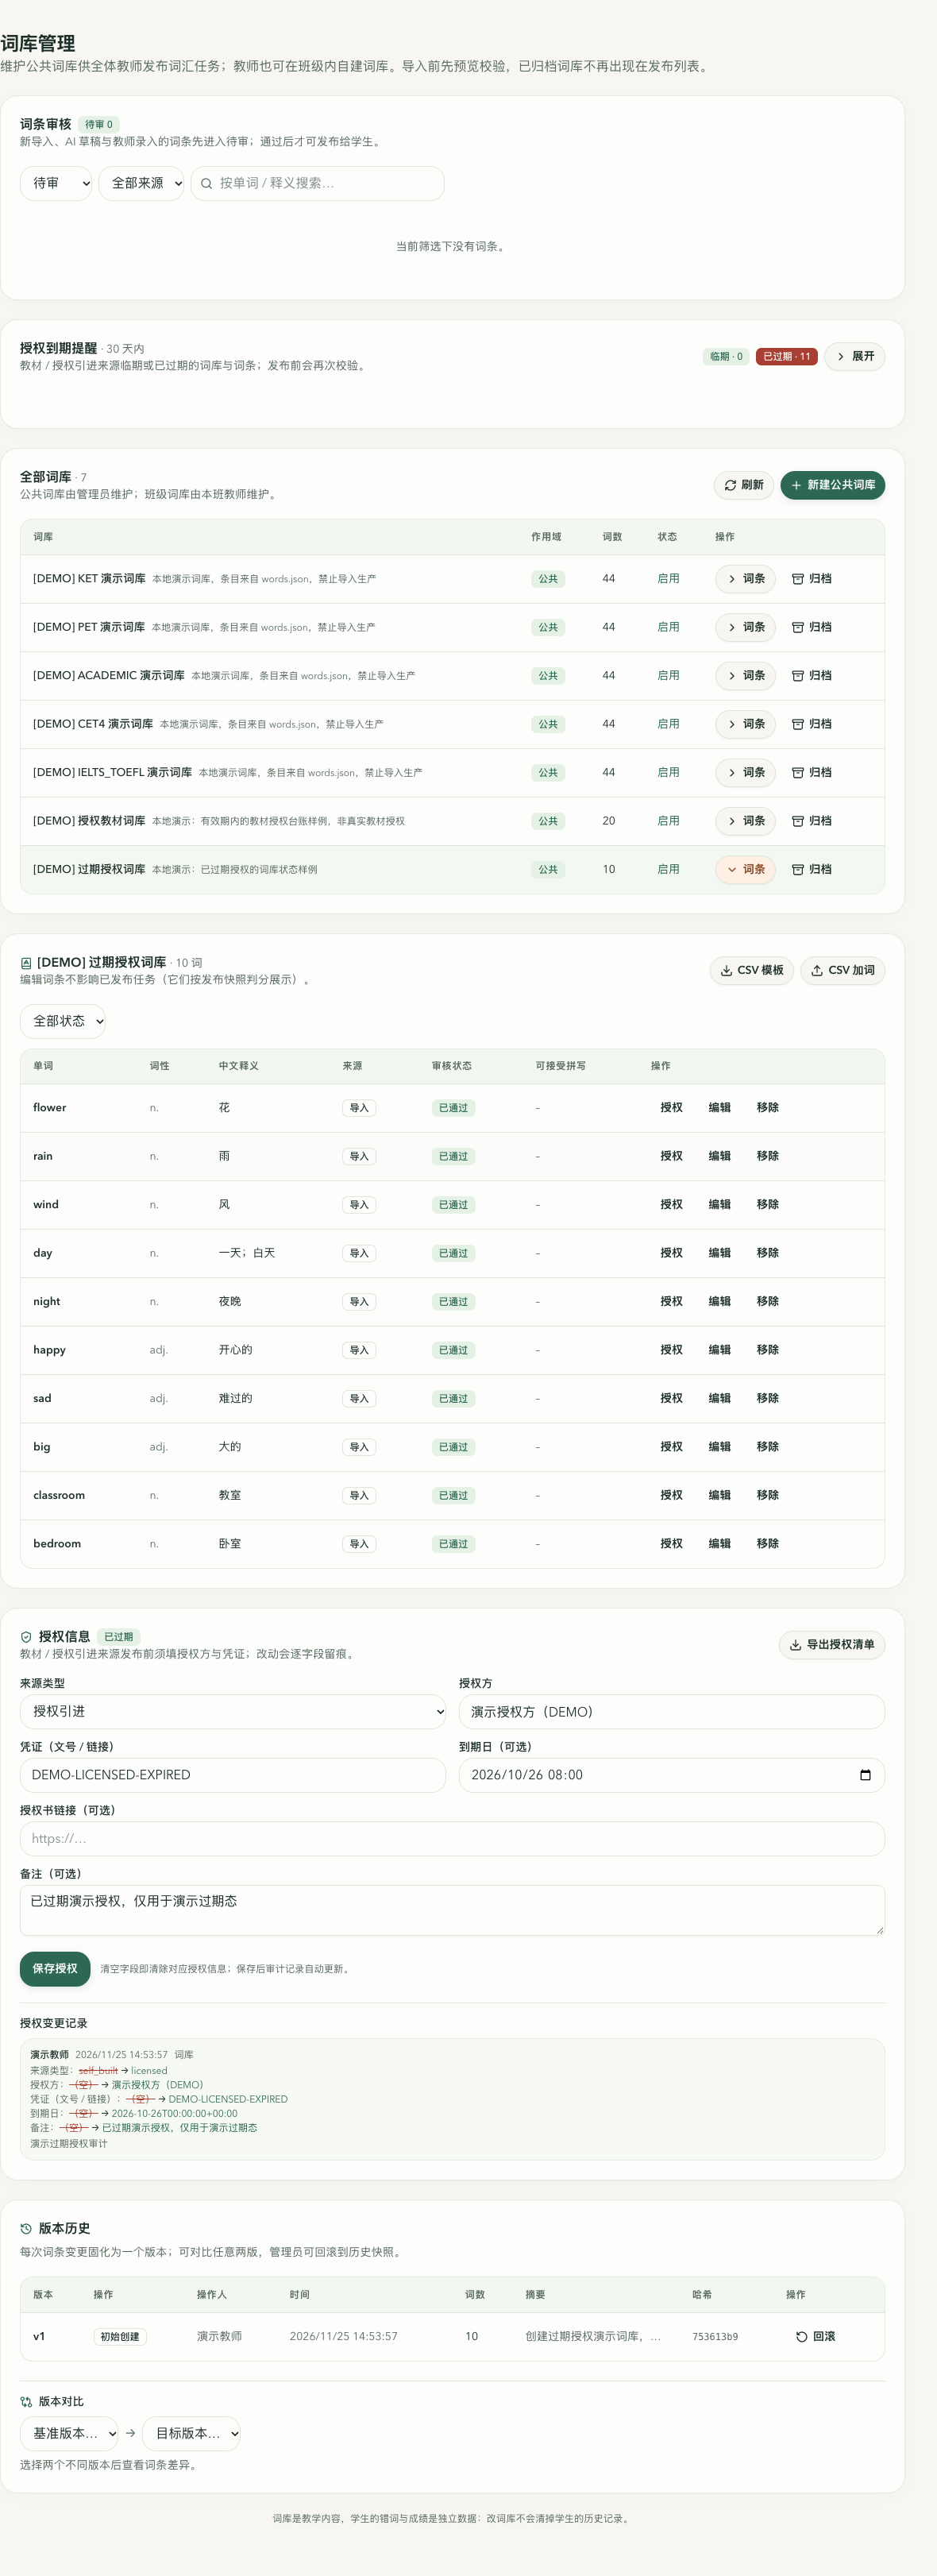 词库管理
维护公共词库供全体教师发布词汇任务；教师也可在班级内自建词库。导入前先预览校验，已归档词库不再出现在发布列表。
词条审核 待审 0
新导入、AI 草稿与教师录入的词条先进入待审；通过后才可发布给学生。
待审 全部来源 按单词 / 释义搜索…
当前筛选下没有词条。
授权到期提醒 · 30 天内
教材 / 授权引进来源临期或已过期的词库与词条；发布前会再次校验。
临期 · 0 已过期 · 11 展开
全部词库 · 7
公共词库由管理员维护；班级词库由本班教师维护。
刷新 新建公共词库
词库 作用域 词数 状态 操作
[DEMO] KET 演示词库 本地演示词库，条目来自 words.json，禁止导入生产 公共 44 启用 词条 归档
[DEMO] PET 演示词库 本地演示词库，条目来自 words.json，禁止导入生产 公共 44 启用 词条 归档
[DEMO] ACADEMIC 演示词库 本地演示词库，条目来自 words.json，禁止导入生产 公共 44 启用 词条 归档
[DEMO] CET4 演示词库 本地演示词库，条目来自 words.json，禁止导入生产 公共 44 启用 词条 归档
[DEMO] IELTS_TOEFL 演示词库 本地演示词库，条目来自 words.json，禁止导入生产 公共 44 启用 词条 归档
[DEMO] 授权教材词库 本地演示：有效期内的教材授权台账样例，非真实教材授权 公共 20 启用 词条 归档
[DEMO] 过期授权词库 本地演示：已过期授权的词库状态样例 公共 10 启用 词条 归档
[DEMO] 过期授权词库 · 10 词
编辑词条不影响已发布任务（它们按发布快照判分展示）。
CSV 模板 CSV 加词
全部状态
单词 词性 中文释义 来源 审核状态 可接受拼写 操作
flower n. 花 导入 已通过 – 授权 编辑 移除
rain n. 雨 导入 已通过 – 授权 编辑 移除
wind n. 风 导入 已通过 – 授权 编辑 移除
day n. 一天；白天 导入 已通过 – 授权 编辑 移除
night n. 夜晚 导入 已通过 – 授权 编辑 移除
happy adj. 开心的 导入 已通过 – 授权 编辑 移除
sad adj. 难过的 导入 已通过 – 授权 编辑 移除
big adj. 大的 导入 已通过 – 授权 编辑 移除
classroom n. 教室 导入 已通过 – 授权 编辑 移除
bedroom n. 卧室 导入 已通过 – 授权 编辑 移除
授权信息 已过期
教材 / 授权引进来源发布前须填授权方与凭证；改动会逐字段留痕。
导出授权清单
来源类型 授权方
授权引进 演示授权方（DEMO）
凭证（文号 / 链接） 到期日（可选）
DEMO-LICENSED-EXPIRED 2026/10/26 08:00
授权书链接（可选）
https://…
备注（可选）
已过期演示授权，仅用于演示过期态
保存授权 清空字段即清除对应授权信息；保存后审计记录自动更新。
授权变更记录
演示教师 2026/11/25 14:53:57 词库
来源类型：self_built → licensed
授权方：（空） → 演示授权方（DEMO）
凭证（文号 / 链接）：（空） → DEMO-LICENSED-EXPIRED
到期日：（空） → 2026-10-26T00:00:00+00:00
备注：（空） → 已过期演示授权，仅用于演示过期态
演示过期授权审计
版本历史
每次词条变更固化为一个版本；可对比任意两版，管理员可回滚到历史快照。
版本 操作 操作人 时间 词数 摘要 哈希 操作
v1 初始创建 演示教师 2026/11/25 14:53:57 10 创建过期授权演示词库，… 753613b9 回滚
版本对比
基准版本… → 目标版本…
选择两个不同版本后查看词条差异。
词库是教学内容，学生的错词与成绩是独立数据：改词库不会清掉学生的历史记录。